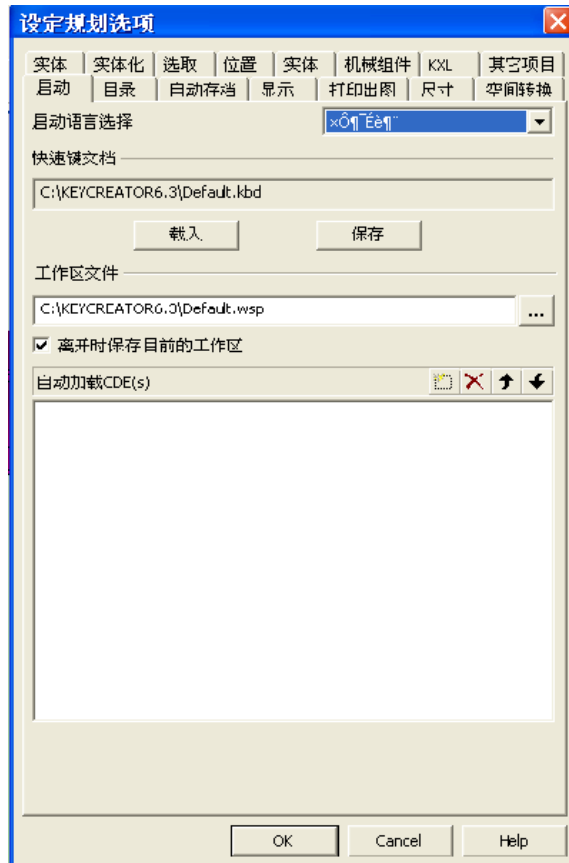 设定规划选项
实体 实体化 选取 位置 实体 机械组件 KXL 其它项目
启动 目录 自动存档 显示 打印出图 尺寸 空间转换
启动语言选择 ×Ô¶¯Éè¶¨
快速键文档
C:\KEYCREATOR6.3\Default.kbd
载入 保存
工作区文件
C:\KEYCREATOR6.3\Default.wsp ...
离开时保存目前的工作区
自动加载CDE(s)
OK Cancel Help